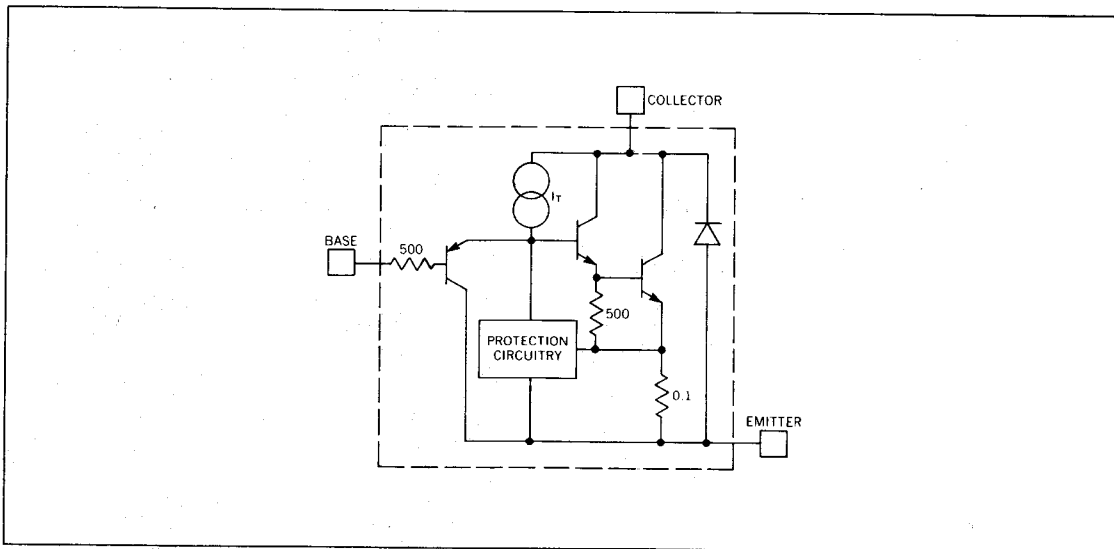 COLLECTOR
I_T
BASE
500
500
PROTECTION
CIRCUITRY
0.1
EMITTER